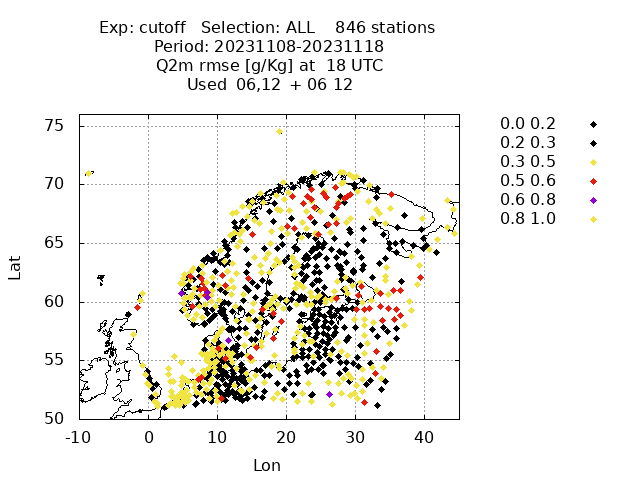 Exp: cutoff   Selection: ALL    846 stations
Period: 20231108-20231118
Q2m rmse [g/Kg] at  18 UTC
Used  06,12  + 06 12
75
70
65
60
55
50
-10 0 10 20 30 40
Lat
Lon
0.0 0.2
0.2 0.3
0.3 0.5
0.5 0.6
0.6 0.8
0.8 1.0